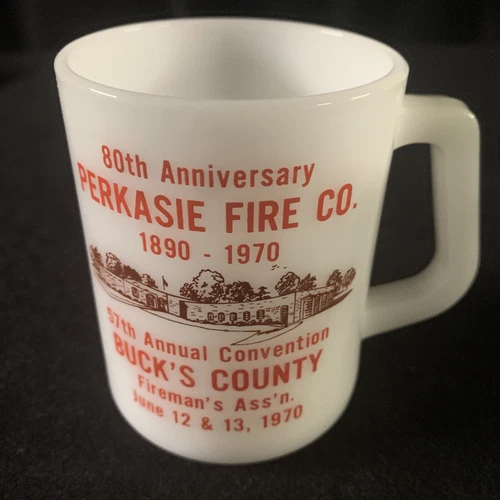 80th Anniversary
PERKASIE FIRE CO.
1890 - 1970
57th Annual Convention
BUCK'S COUNTY
Fireman's Ass'n.
June 12 & 13, 1970